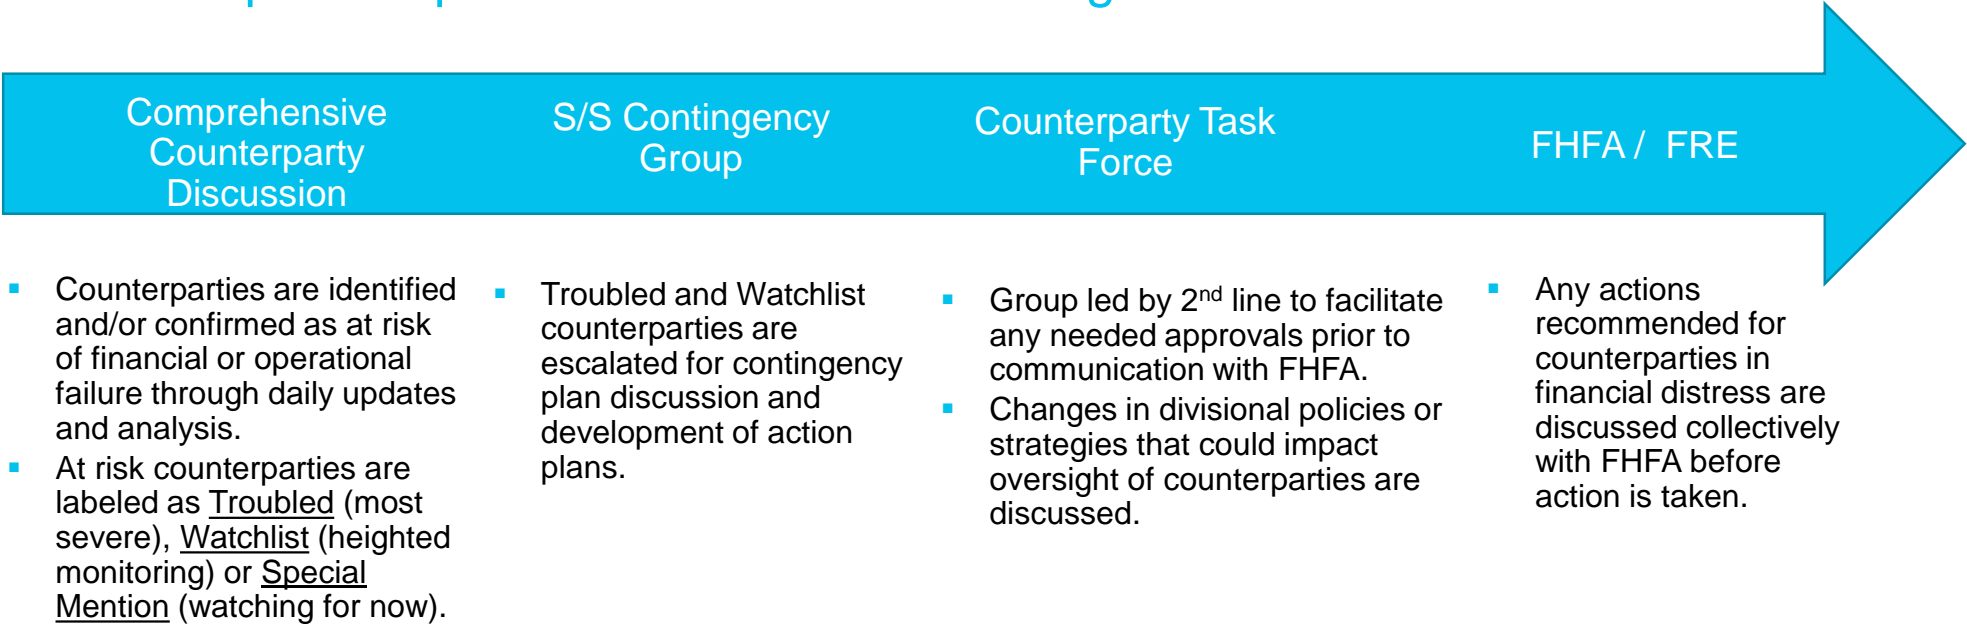 Comprehensive
Counterparty
Discussion
S/S Contingency
Group
Counterparty Task
Force
FHFA / FRE
▪ Counterparties are identified
and/or confirmed as at risk
of financial or operational
failure through daily updates
and analysis.
▪ At risk counterparties are
labeled as Troubled (most
severe), Watchlist (heighted
monitoring) or Special
Mention (watching for now).
▪ Troubled and Watchlist
counterparties are
escalated for contingency
plan discussion and
development of action
plans.
▪ Group led by 2nd line to facilitate
any needed approvals prior to
communication with FHFA.
▪ Changes in divisional policies or
strategies that could impact
oversight of counterparties are
discussed.
▪ Any actions
recommended for
counterparties in
financial distress are
discussed collectively
with FHFA before
action is taken.